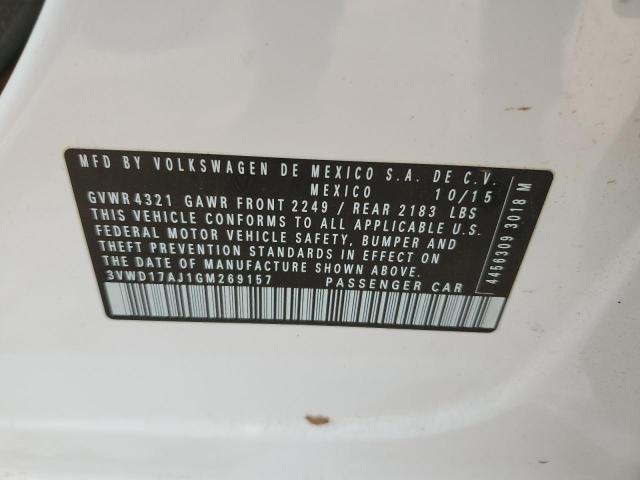 MFD BY VOLKSWAGEN DE MEXICO S.A. DE C.V.
MEXICO 10/15
GVWR 4321 GAWR FRONT 2249 / REAR 2183 LBS
THIS VEHICLE CONFORMS TO ALL APPLICABLE U.S.
FEDERAL MOTOR VEHICLE SAFETY, BUMPER AND
THEFT PREVENTION STANDARDS IN EFFECT ON
THE DATE OF MANUFACTURE SHOWN ABOVE.
3VWD17AJ1GM269157 PASSENGER CAR
4456309 3018 M